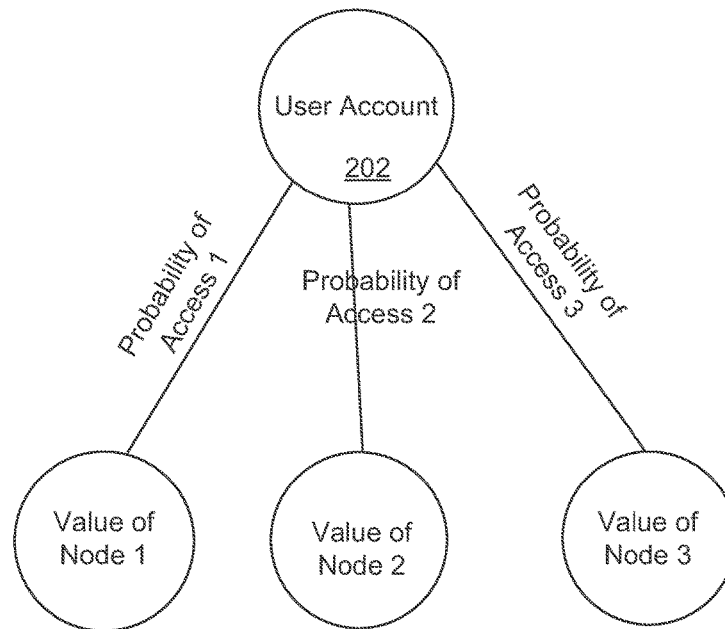 User Account
202
Probability of
Access 1
Probability of
Access 2
Probability of
Access 3
Value of
Node 1
Value of
Node 2
Value of
Node 3